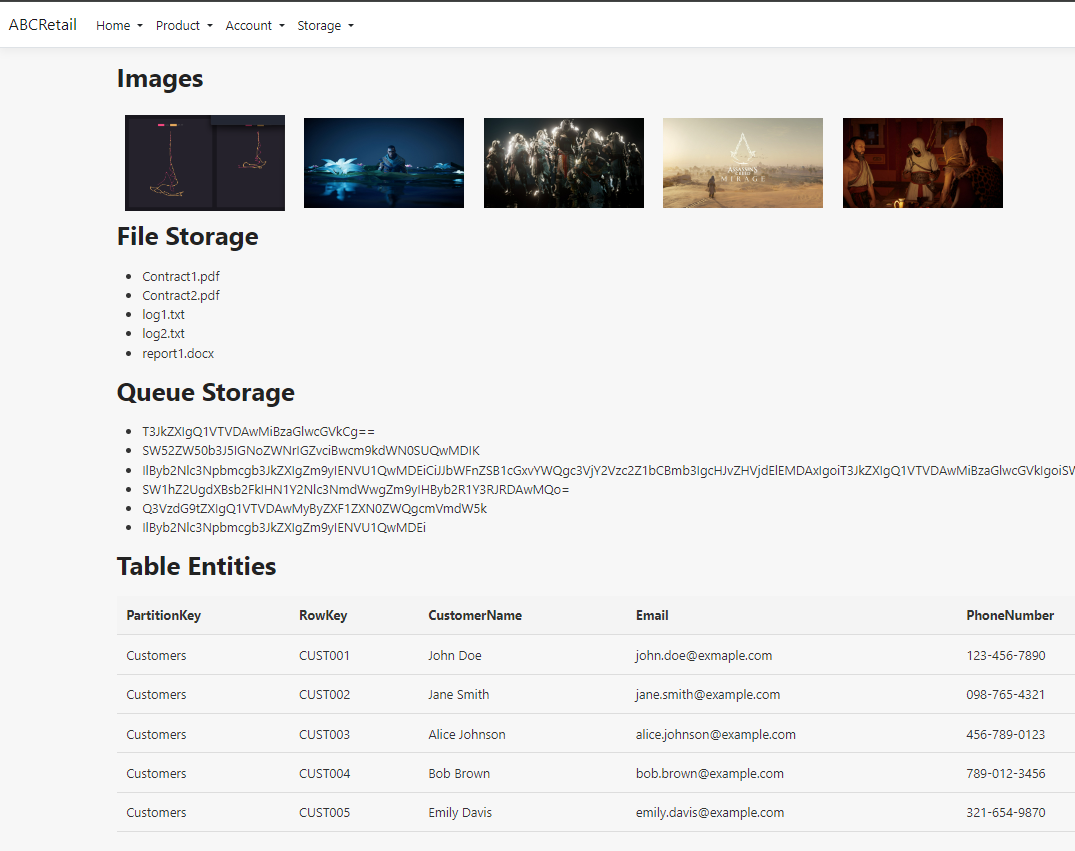 ABCRetail Home Product Account Storage
Images
ASSASSIN'S
CREED
MIRAGE
File Storage
Contract1.pdf
Contract2.pdf
log1.txt
log2.txt
report1.docx
Queue Storage
T3JkZXIgQ1VTVDAwMiBzaGlwcGVkCg==
SW52ZW50b3J5IGNoZWNrIGZvciBwcm9kdWN0SUQwMDIK
IlByb2Nlc3Npbmcgb3JkZXIgZm9yIENVU1QwMDEiCiJJbWFnZSB1cGxvYWQgc3VjY2Vzc2Z1bCBmb3IgcHJvZHVjdElEMDAxIgoiT3JkZXIgQ1VTVDAwMiBzaGlwcGVkIgoiSW
SW1hZ2UgdXBsb2FkIHN1Y2Nlc3NmdWwgZm9yIHByb2R1Y3RJRDAwMQo=
Q3VzdG9tZXIgQ1VTVDAwMyByZXF1ZXN0ZWQgcmVmdW5k
IlByb2Nlc3Npbmcgb3JkZXIgZm9yIENVU1QwMDEi
Table Entities
PartitionKey RowKey CustomerName Email PhoneNumber
Customers CUST001 John Doe john.doe@exmaple.com 123-456-7890
Customers CUST002 Jane Smith jane.smith@example.com 098-765-4321
Customers CUST003 Alice Johnson alice.johnson@example.com 456-789-0123
Customers CUST004 Bob Brown bob.brown@example.com 789-012-3456
Customers CUST005 Emily Davis emily.davis@example.com 321-654-9870